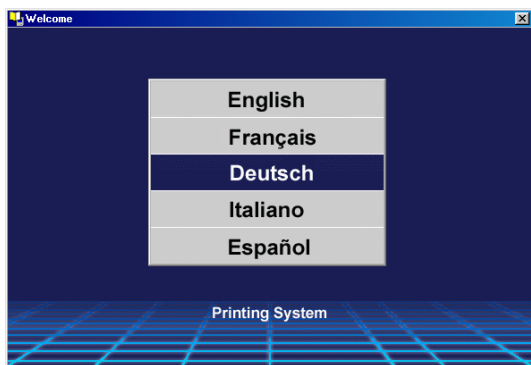 Welcome
English
Français
Deutsch
Italiano
Español
Printing System